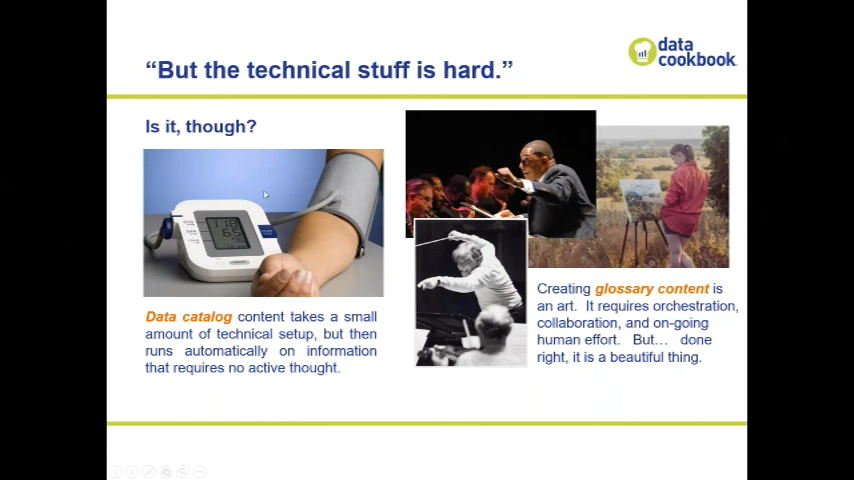 “But the technical stuff is hard.”
data
cookbook
Is it, though?
118
Data catalog content takes a small
amount of technical setup, but then
runs automatically on information
that requires no active thought.
Creating glossary content is
an art. It requires orchestration,
collaboration, and on-going
human effort. But… done
right, it is a beautiful thing.